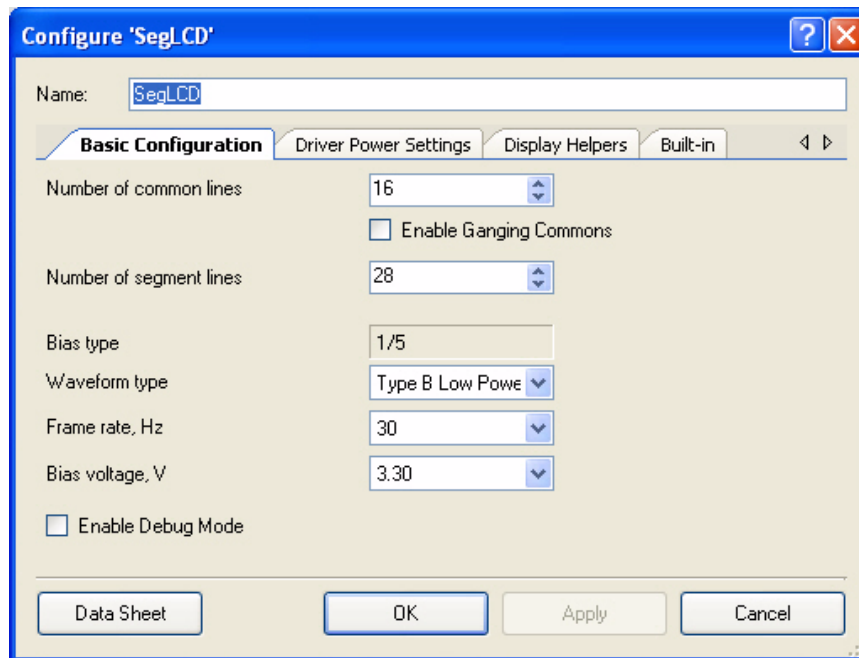 Configure 'SegLCD'
Name: SegLCD
Basic Configuration Driver Power Settings Display Helpers Built-in
Number of common lines 16
Enable Ganging Commons
Number of segment lines 28
Bias type 1/5
Waveform type Type B Low Powe
Frame rate, Hz 30
Bias voltage, V 3.30
Enable Debug Mode
Data Sheet OK Apply Cancel